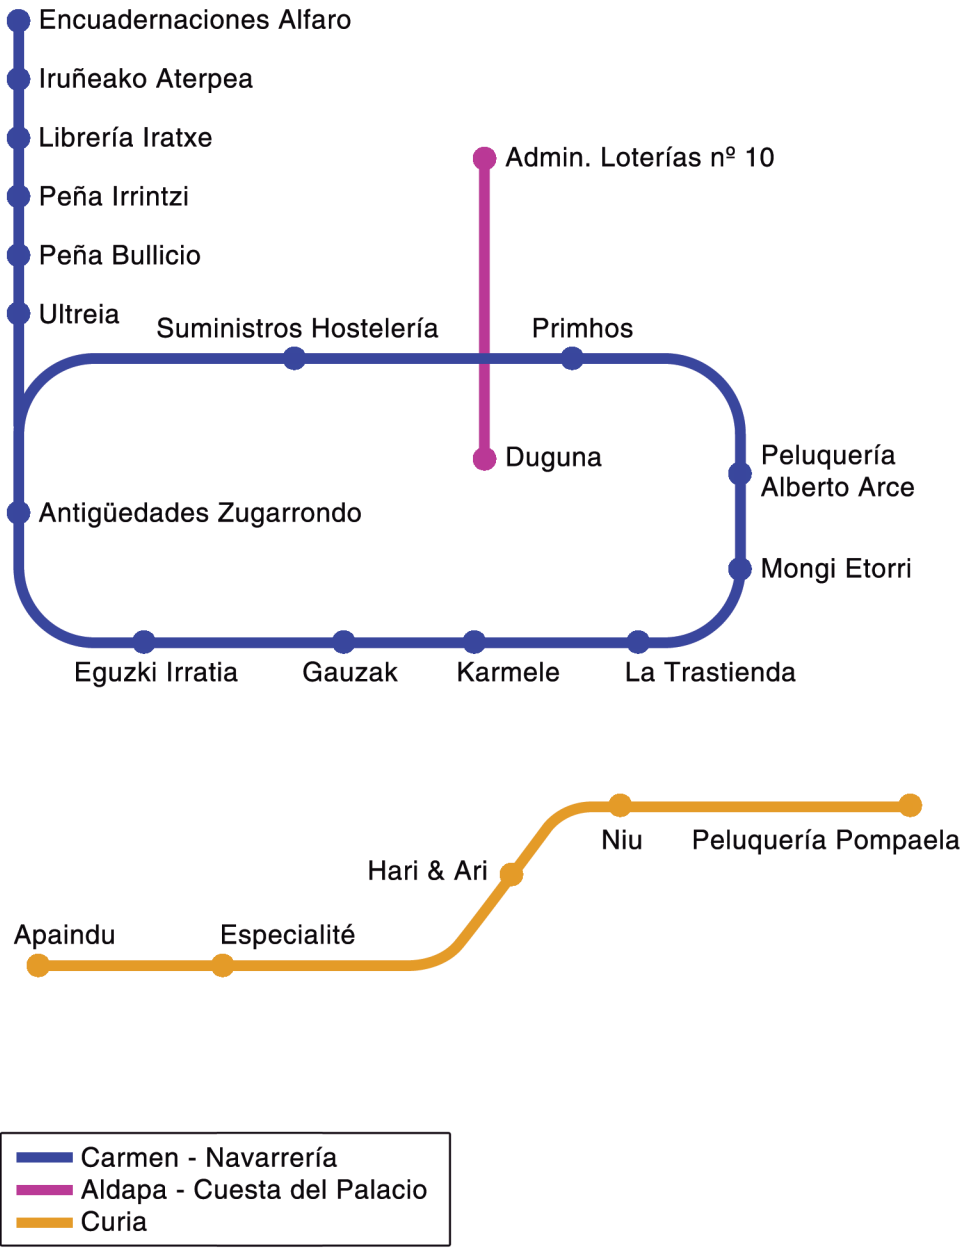 Encuadernaciones Alfaro
Iruñeako Aterpea
Librería Iratxe
Admin. Loterías nº 10
Peña Irrintzi
Peña Bullicio
Ultreia
Suministros Hostelería
Primhos
Peluquería
Alberto Arce
Duguna
Antigüedades Zugarrondo
Mongi Etorri
Eguzki Irratia
Gauzak
Karmele
La Trastienda
Niu
Peluquería Pompaela
Hari & Ari
Apaindu
Especialité
Carmen - Navarrería
Aldapa - Cuesta del Palacio
Curia